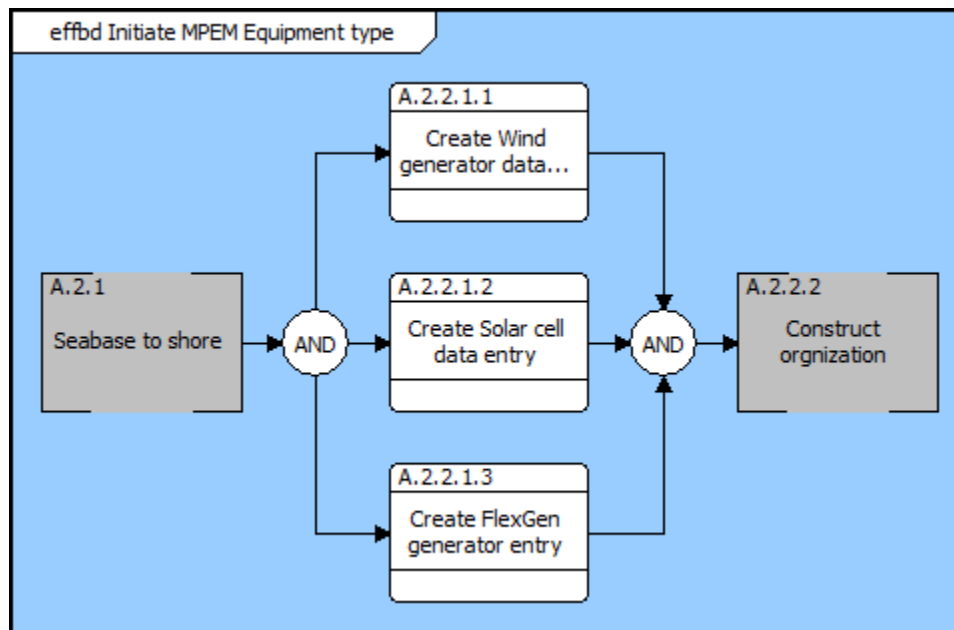 effbd Initiate MPEM Equipment type
A.2.2.1.1
Create Wind
generator data...
A.2.1
Seabase to shore
AND
A.2.2.1.2
Create Solar cell
data entry
AND
A.2.2.2
Construct
orgnization
A.2.2.1.3
Create FlexGen
generator entry